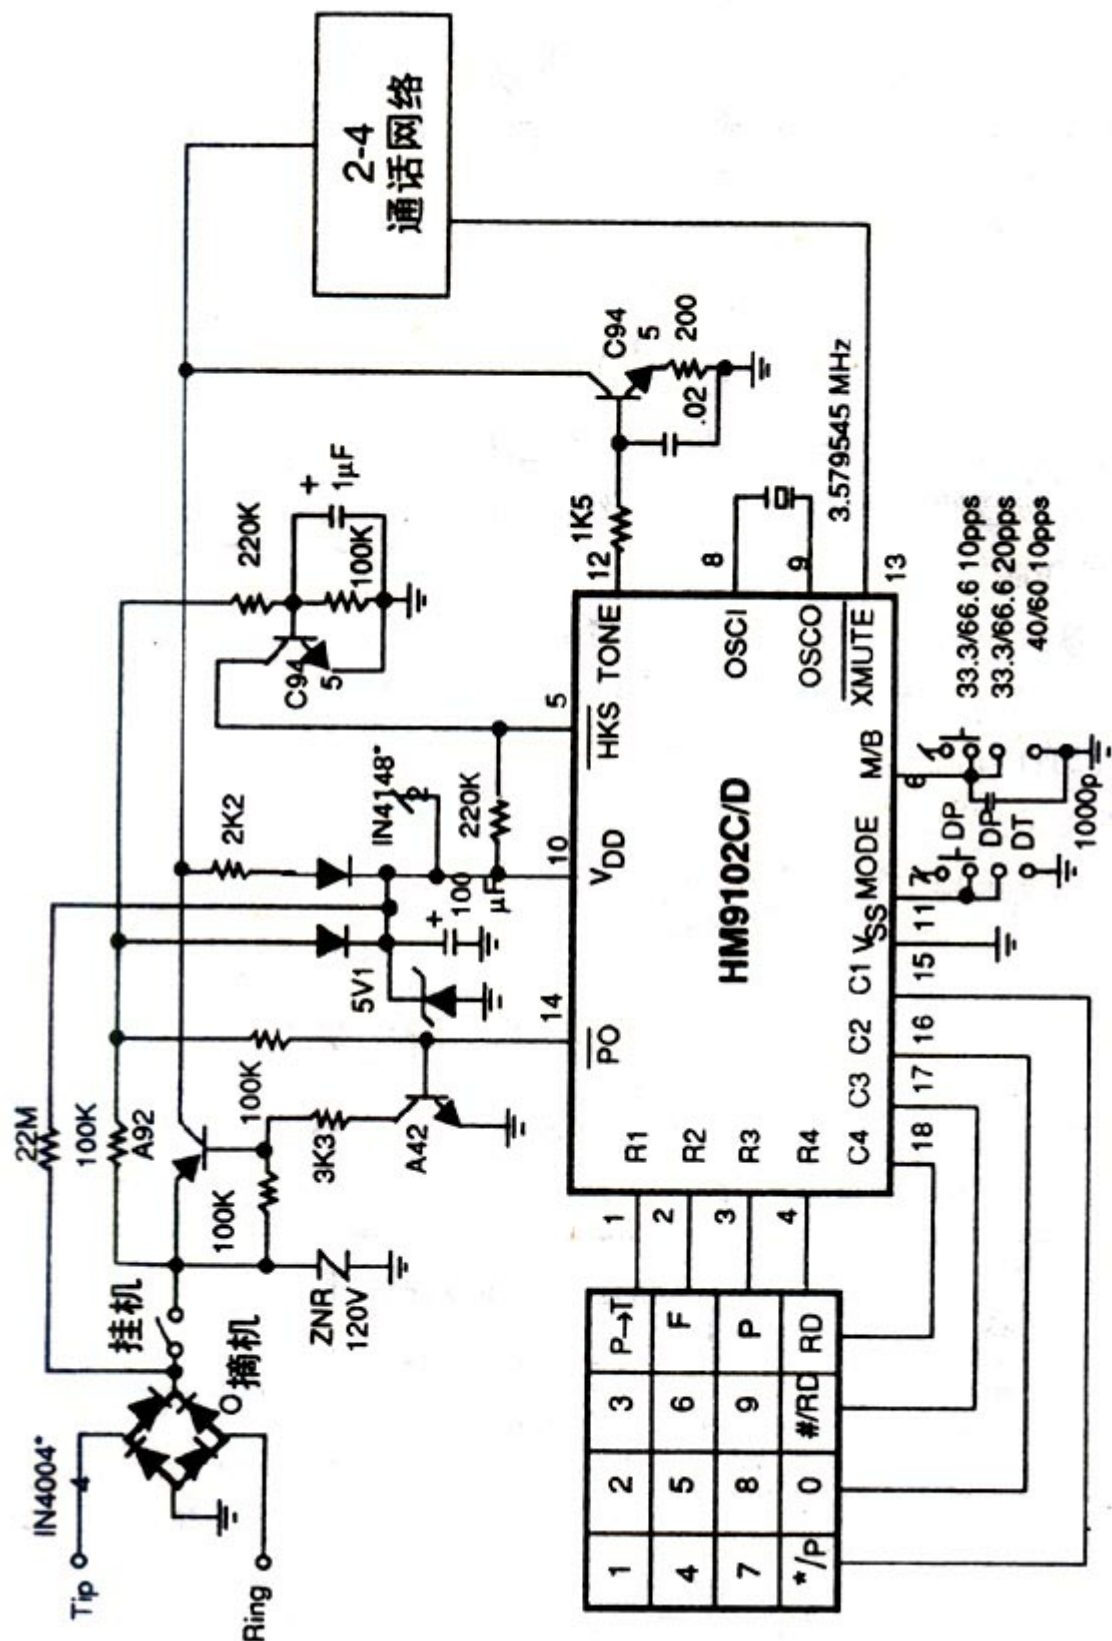 IN4004*
4
Tip
Ring
挂机
摘机
22M
100K
A92
100K
100K
3K3
A42
ZNR
120V
5V1
100
μF
2K2
IN4148*
2
220K
220K
C94
5
100K
1μF
2-4
通话网络
C94
5
200
.02
1K5
3.579545 MHz
14
10
5
12
8
9
13
PO
VDD
HKS
TONE
OSCI
OSCO
XMUTE
HM9102C/D
R1
R2
R3
R4
C4
C3
C2
C1
VSS
MODE
M/B
1
2
3
4
18
17
16
15
11
7
6
DP
DP
DT
1000p
33.3/66.6 10pps
33.3/66.6 20pps
40/60 10pps
1 2 3 P→T
4 5 6 F
7 8 9 P
*/P 0 #/RD RD